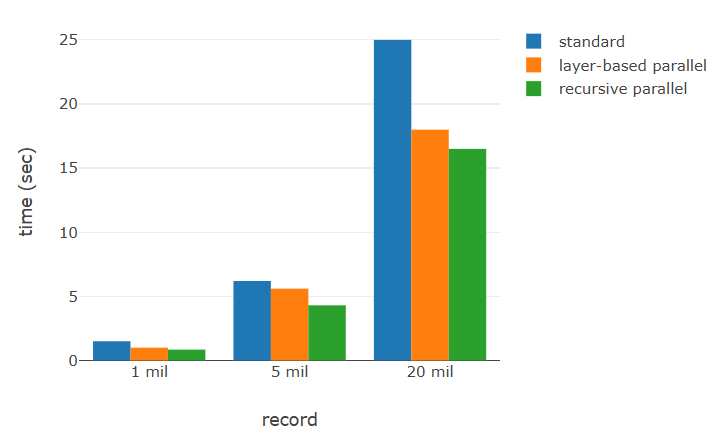 25
20
15
10
5
0
time (sec)
1 mil
5 mil
20 mil
record
standard
layer-based parallel
recursive parallel